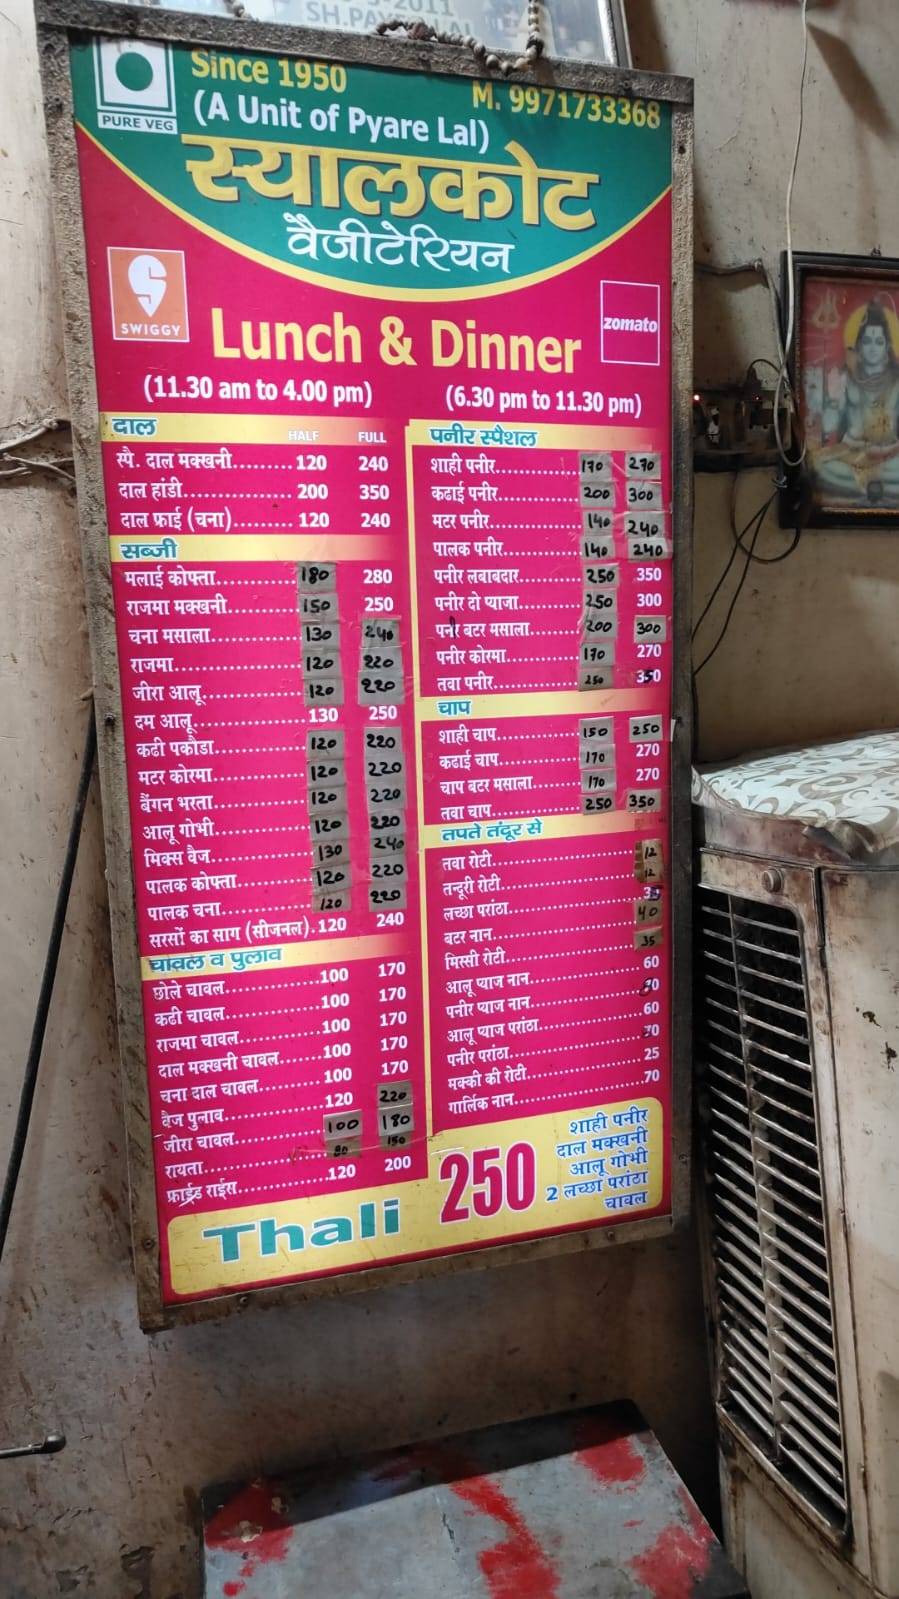 SH.PA
PURE VEG
Since 1950
M. 9971733368
(A Unit of Pyare Lal)
स्यालकोट
वैजीटेरियन
SWIGGY
zomato
Lunch & Dinner
(11.30 am to 4.00 pm) (6.30 pm to 11.30 pm)
दाल HALF FULL
स्पै. दाल मक्खनी......... 120 240
दाल हांडी................ 200 350
दाल फ्राई (चना)......... 120 240
सब्जी
मलाई कोफ्ता............ 180 280
राजमा मक्खनी.......... 150 250
चना मसाला............. 130 240
राजमा.................. 120 220
जीरा आलू............... 120 220
दम आलू................ 130 250
कढी पकौडा............. 120 220
मटर कोरमा............. 120 220
बैंगन भरता.............. 120 220
आलू गोभी.............. 120 220
मिक्स वैज............... 130 240
पालक कोफ्ता........... 120 220
पालक चना.............. 120 220
सरसों का साग (सीजनल). 120 240
चावल व पुलाव
छोले चावल.............. 100 170
कढी चावल.............. 100 170
राजमा चावल............ 100 170
दाल मक्खनी चावल....... 100 170
चना दाल चावल.......... 100 170
वैज पुलाव............... 120 220
जीरा चावल.............. 100 180
रायता................... 80 150
फ्राईड राईस............. 120 200
पनीर स्पैशल
शाही पनीर............... 170 270
कढाई पनीर.............. 200 300
मटर पनीर............... 140 240
पालक पनीर............. 140 240
पनीर लबाबदार.......... 250 350
पनीर दो प्याजा.......... 250 300
पनीर बटर मसाला........ 200 300
पनीर कोरमा............. 170 270
तवा पनीर............... 250 350
चाप
शाही चाप................ 150 250
कढाई चाप............... 170 270
चाप बटर मसाला......... 170 270
तवा चाप................ 250 350
तपते तंदूर से
तवा रोटी........................ 12
तन्दूरी रोटी...................... 12
लच्छा परांठा.....................
बटर नान........................ 40
मिस्सी रोटी...................... 35
आलू प्याज नान.................. 60
पनीर प्याज नान..................
आलू प्याज परांठा................ 60
पनीर परांठा.....................
मक्की की रोटी................... 25
गार्लिक नान..................... 70
Thali 250
शाही पनीर
दाल मक्खनी
आलू गोभी
2 लच्छा परांठा
चावल